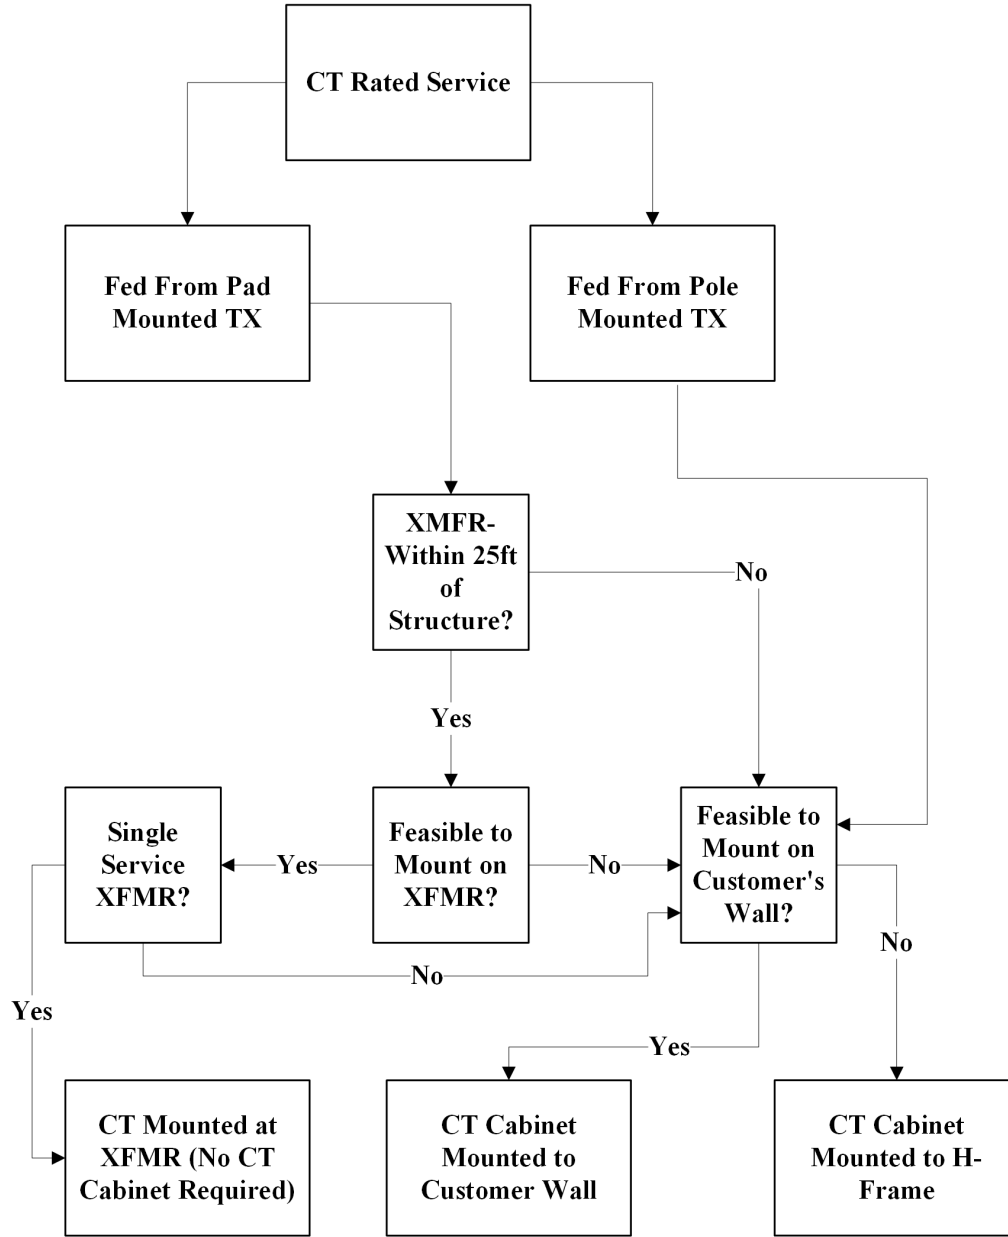 CT Rated Service
Fed From Pad
Mounted TX
Fed From Pole
Mounted TX
XMFR-
Within 25ft
of
Structure?
No
Yes
Single
Service
XFMR?
Yes
Feasible to
Mount on
XFMR?
No
Feasible to
Mount on
Customer's
Wall?
No
No
Yes
Yes
CT Mounted at
XFMR (No CT
Cabinet Required)
CT Cabinet
Mounted to
Customer Wall
CT Cabinet
Mounted to H-
Frame